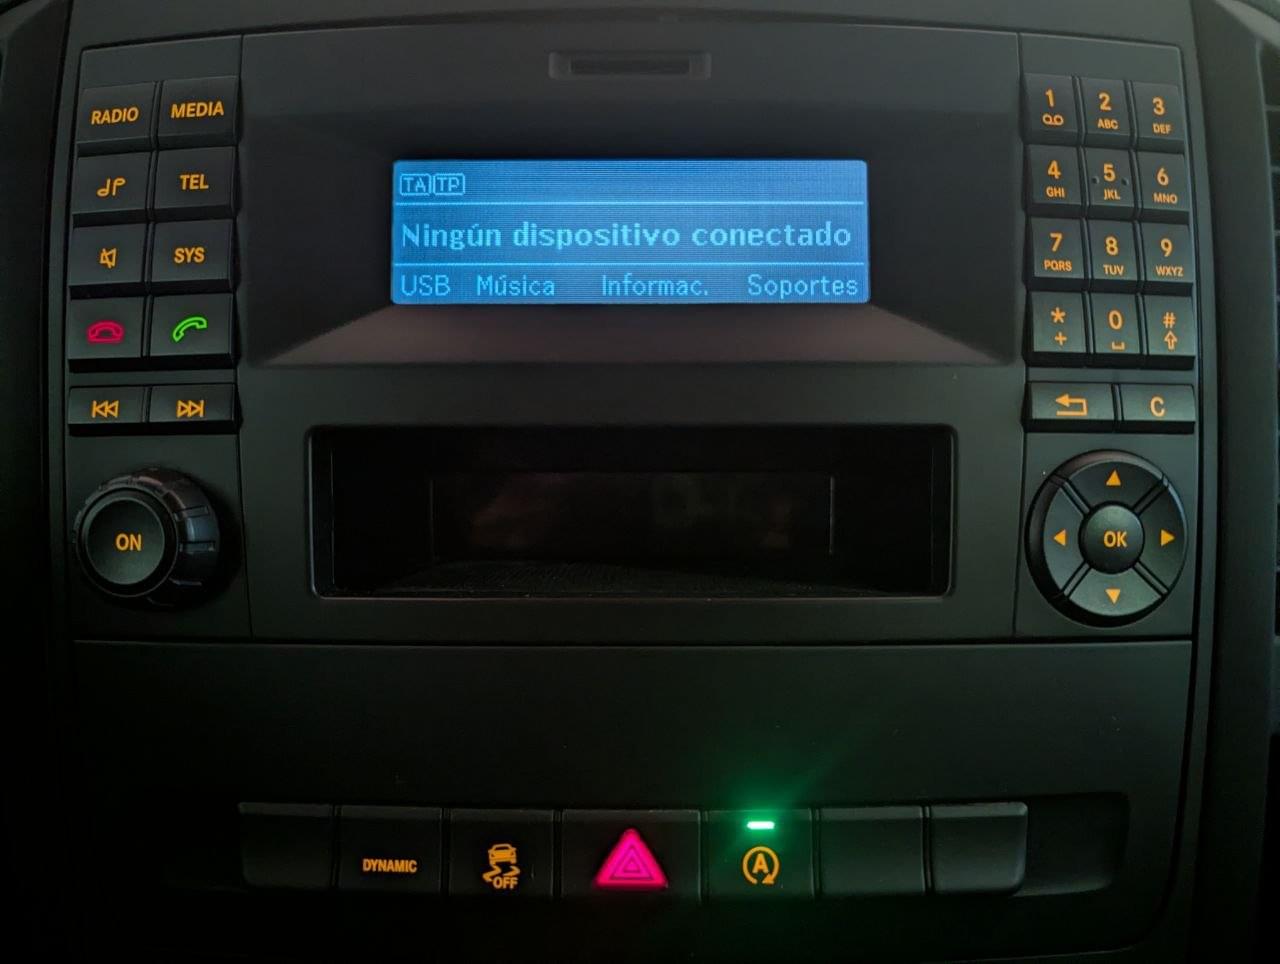 RADIO MEDIA
TEL
SYS
ON
TA TP
Ningún dispositivo conectado
USB Música Informac. Soportes
1 2 3
ABC DEF
4 5 6
GHI JKL MNO
7 8 9
PQRS TUV WXYZ
* 0 #
+
C
OK
DYNAMIC
OFF
A